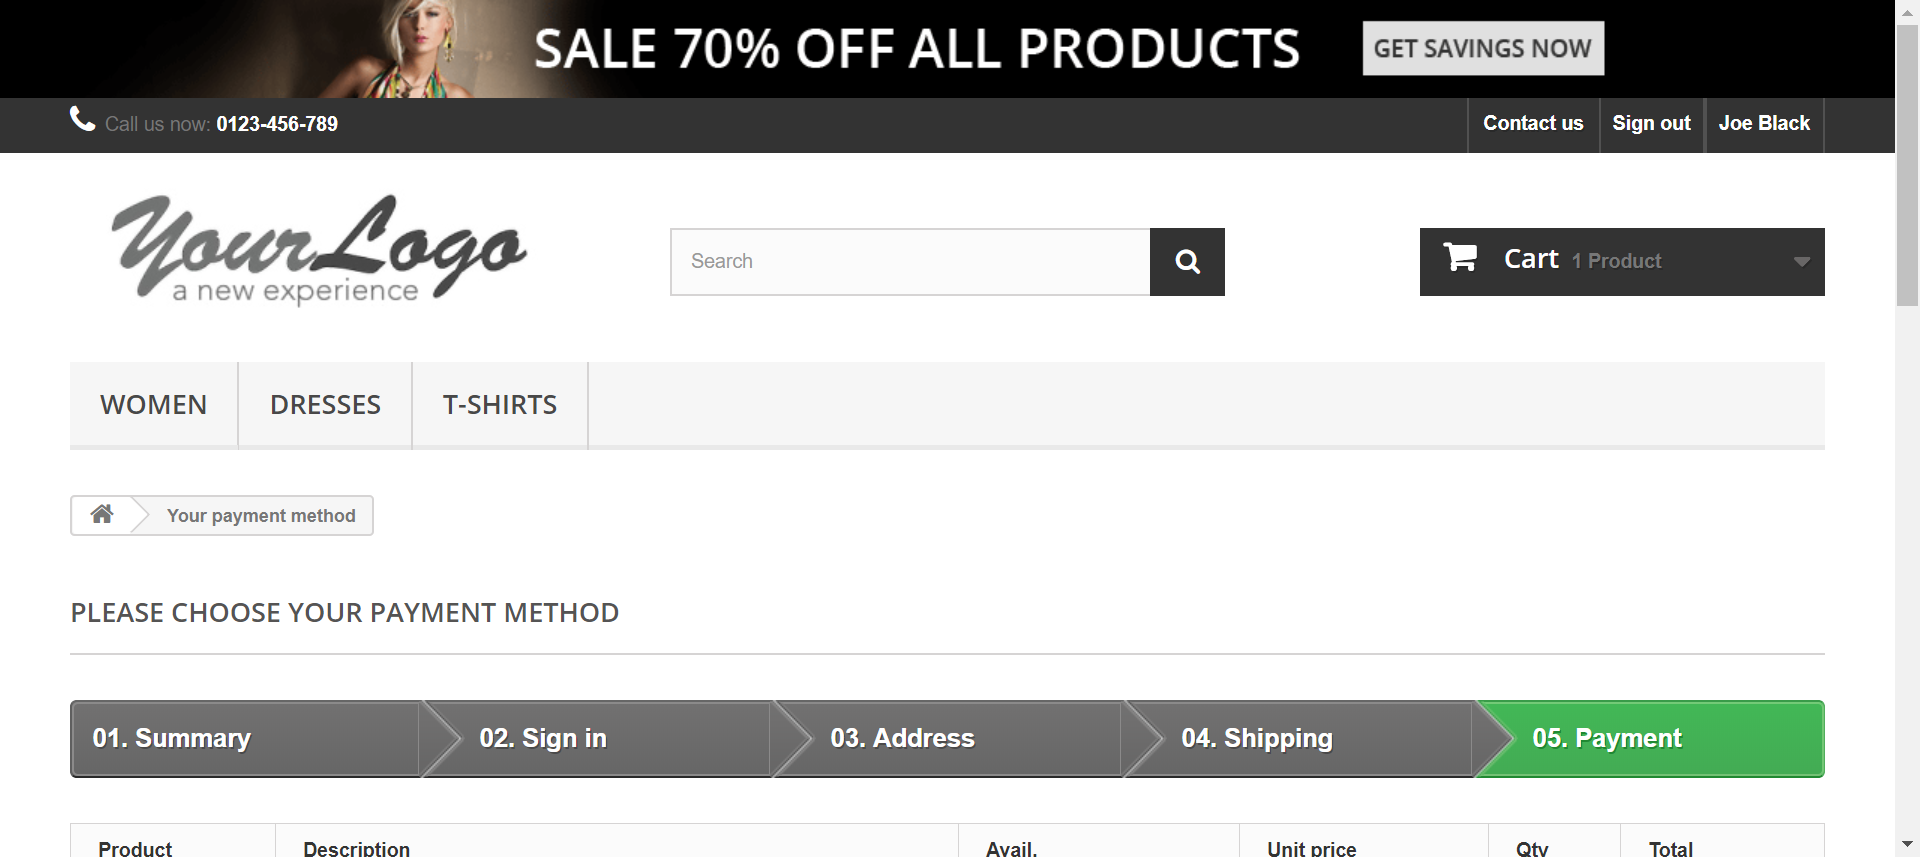 SALE 70% OFF ALL PRODUCTS GET SAVINGS NOW
Call us now: 0123-456-789 Contact us Sign out Joe Black
YourLogo
a new experience
Search
Cart 1 Product
WOMEN DRESSES T-SHIRTS
Your payment method
PLEASE CHOOSE YOUR PAYMENT METHOD
01. Summary 02. Sign in 03. Address 04. Shipping 05. Payment
Product Description Avail. Unit price Qty Total